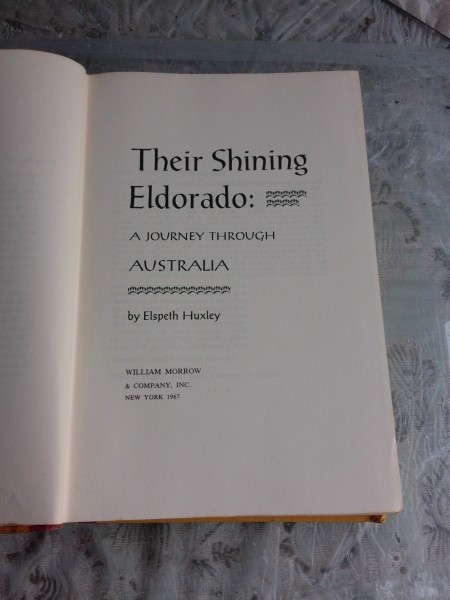 Their Shining
Eldorado:
A JOURNEY THROUGH
AUSTRALIA
by Elspeth Huxley
WILLIAM MORROW
& COMPANY, INC.
NEW YORK 1967